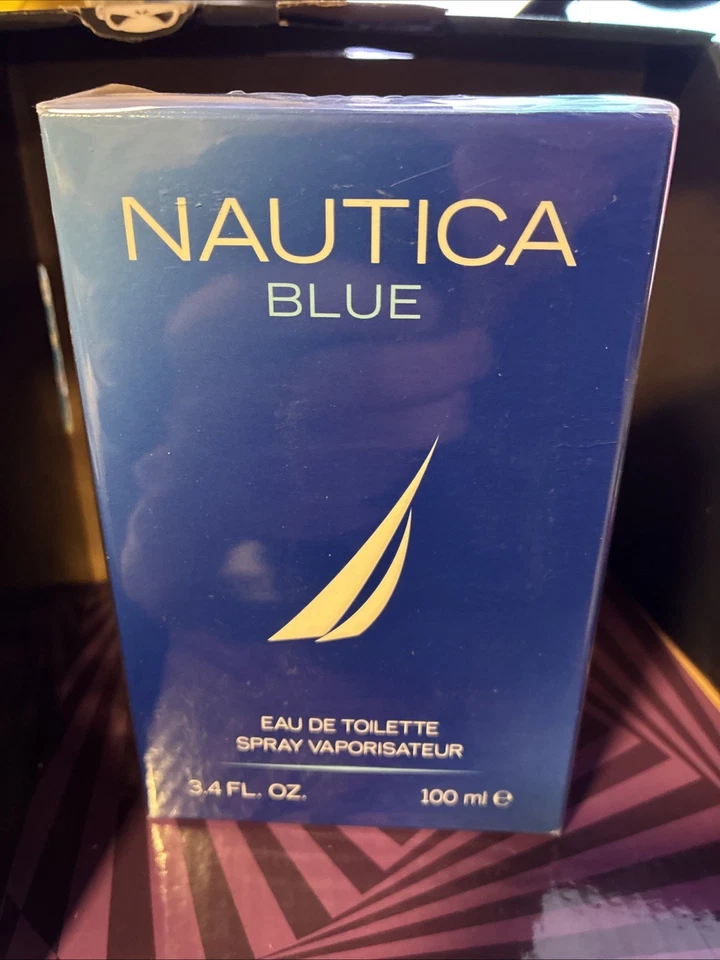 NAUTICA
BLUE
EAU DE TOILETTE
SPRAY VAPORISATEUR
3.4 FL. OZ.
100 ml ℮